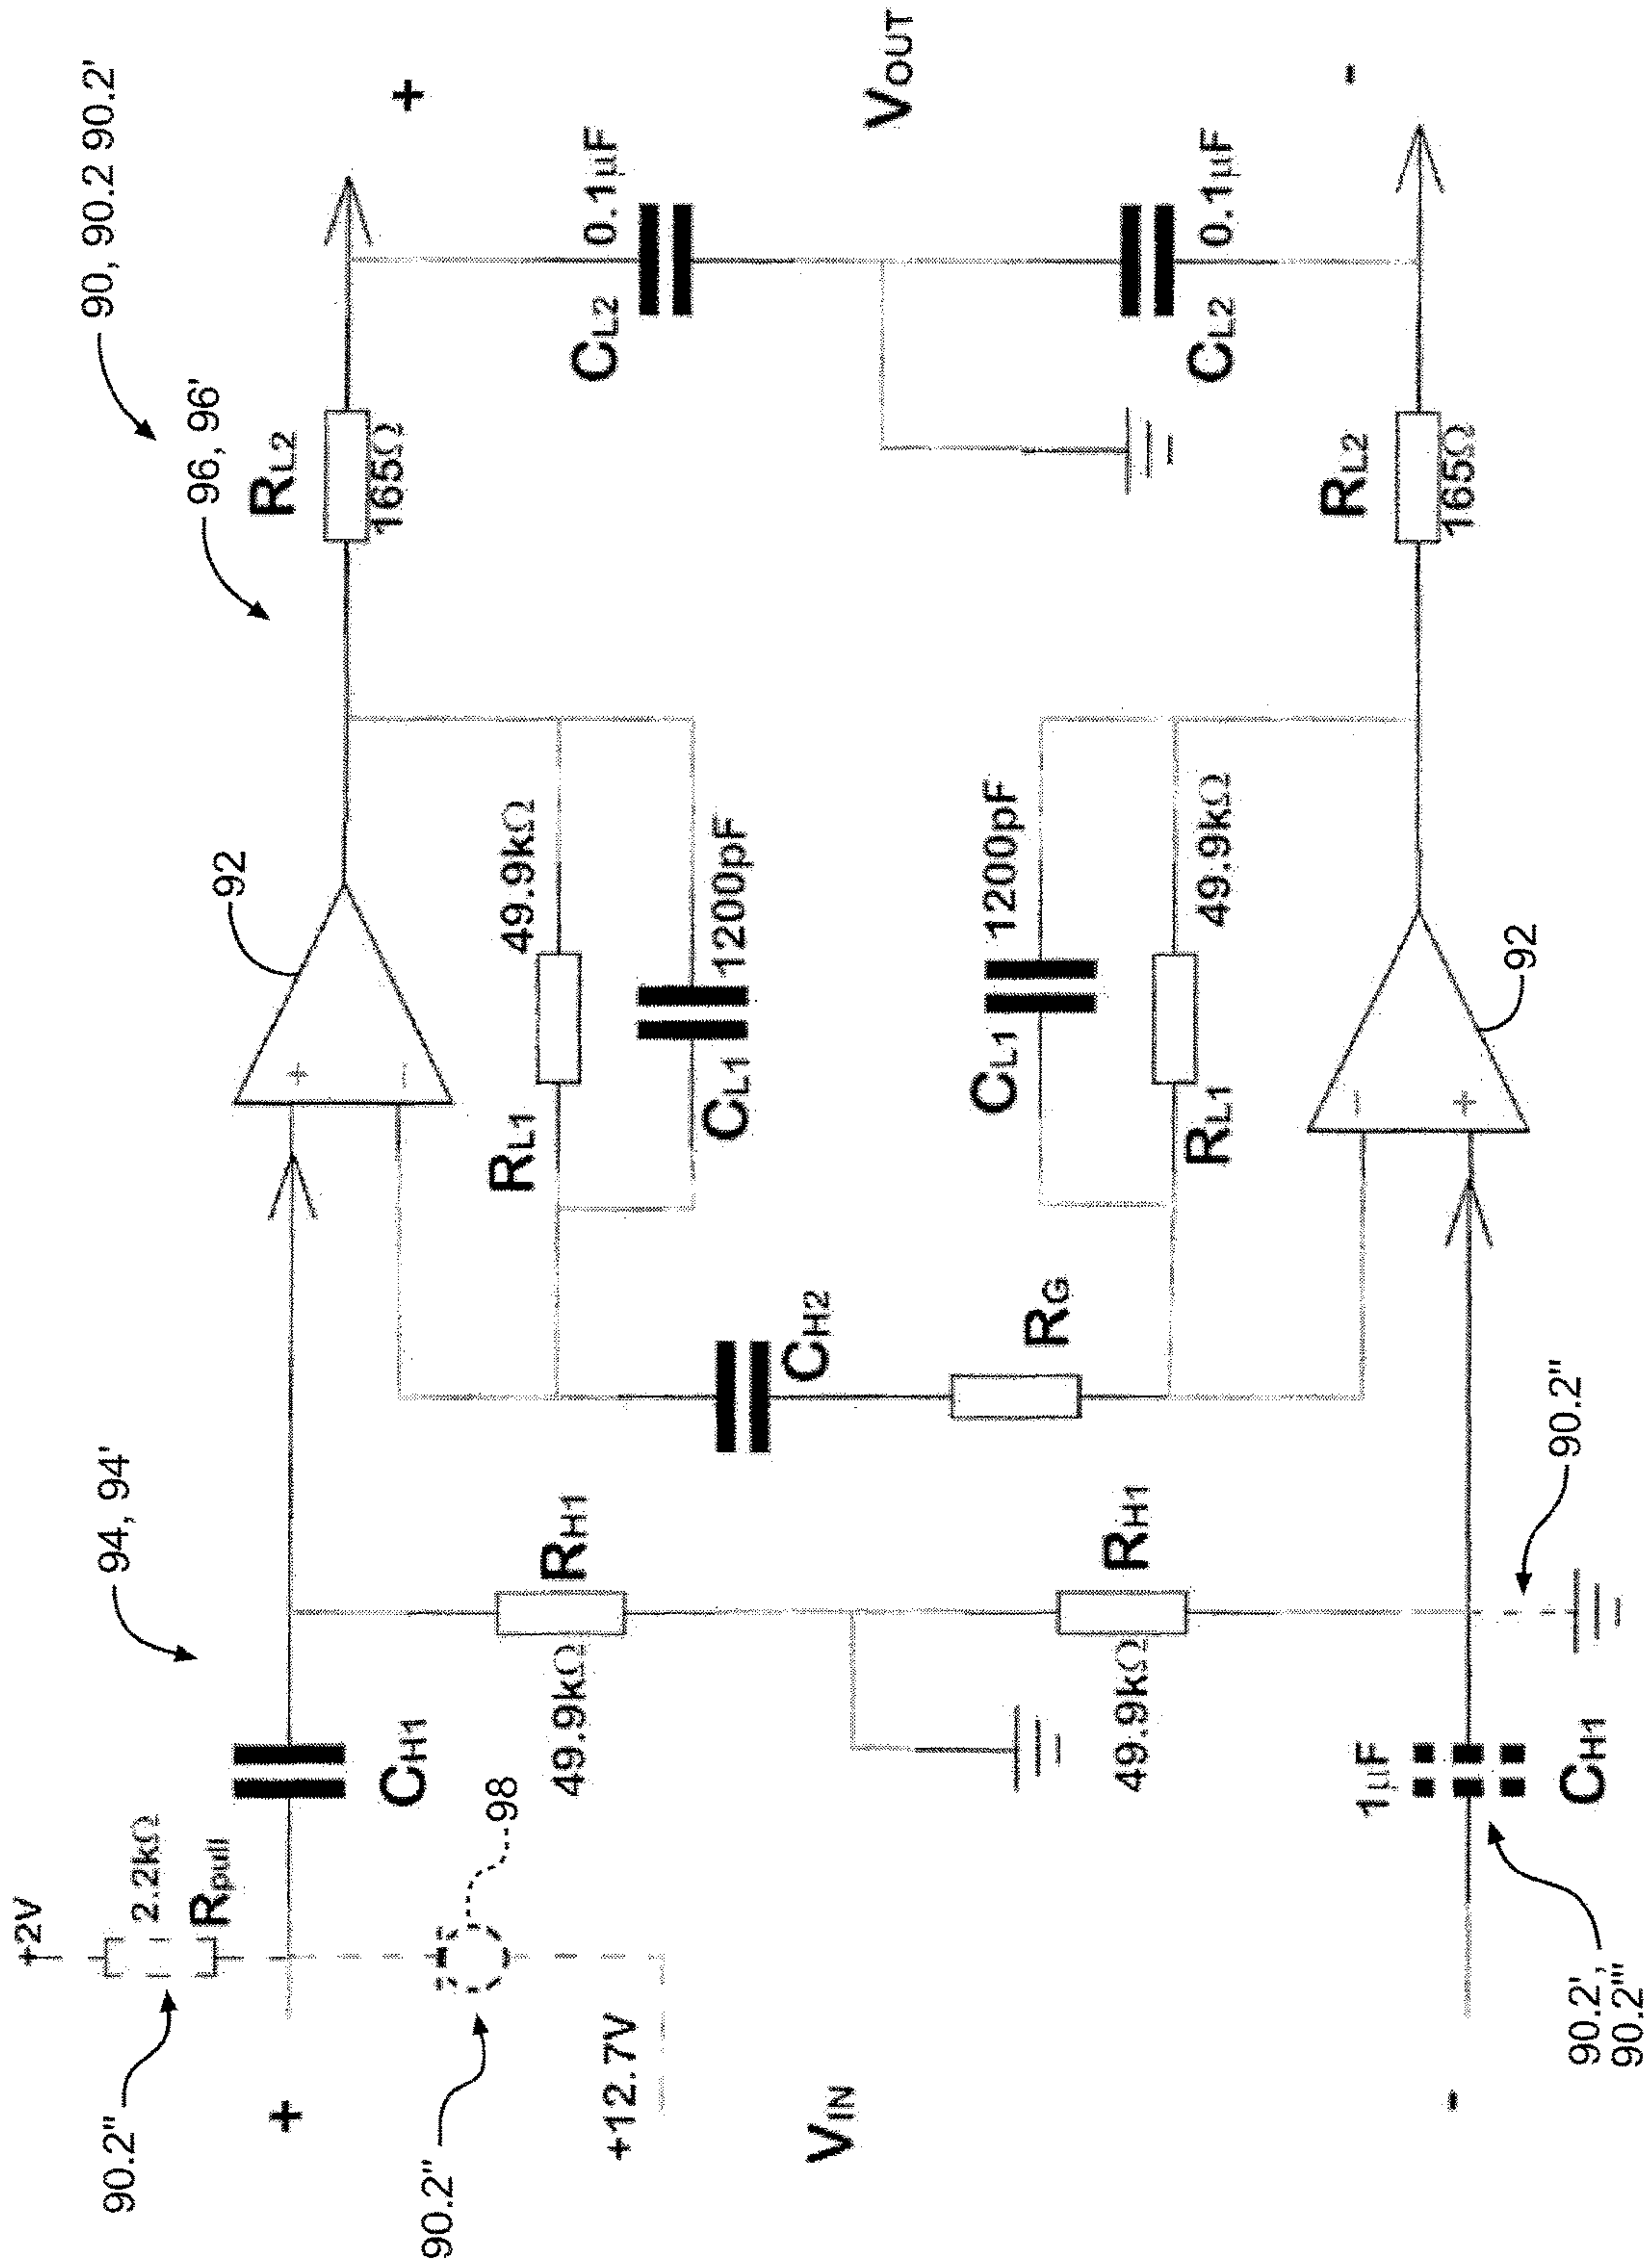 90, 90.2 90.2'
96, 96'
94, 94'
+2V
2.2kΩ
Rpull
90.2"
+
CH1
92
+
−
RL2
165Ω
+
98
90.2"
+12.7V
49.9kΩ
RH1
RL1
49.9kΩ
CL1
1200pF
CL2
0.1μF
VIN
CH2
RG
VOUT
49.9kΩ
RH1
CL1
1200pF
RL1
49.9kΩ
CL2
0.1μF
1μF
CH1
−
+
92
RL2
165Ω
-
-
90.2"
90.2',
90.2'"